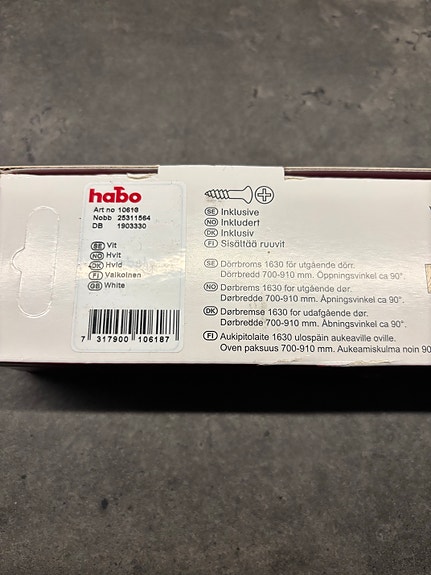 habo
Art no 10618
Nobb 25311564
DB 1903330
SE Vit
NO Hvit
DK Hvid
FI Valkoinen
GB White
7 317900 106187
SE Inklusive
NO Inkludert
DK Inklusiv
FI Sisältää ruuvit
SE Dörrbroms 1630 för utgående dörr.
Dörrbredd 700-910 mm. Öppningsvinkel ca 90°.
NO Dørbrems 1630 for utgående dør.
Dørbredde 700-910 mm. Åpningsvinkel ca 90°.
DK Dørbremse 1630 for udafgående dør.
Dørbredde 700-910 mm. Åbningsvinkel ca 90°.
FI Aukipitolaite 1630 ulospäin aukeaville oville.
Oven paksuus 700-910 mm. Aukeamiskulma noin 90